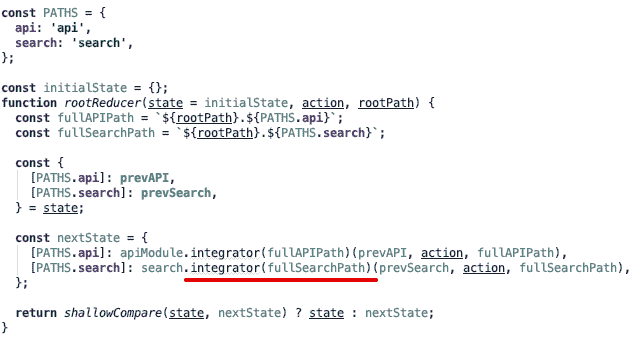 const PATHS = {
  api: 'api',
  search: 'search',
};

const initialState = {};
function rootReducer(state = initialState, action, rootPath) {
  const fullAPIPath = `${rootPath}.${PATHS.api}`;
  const fullSearchPath = `${rootPath}.${PATHS.search}`;

  const {
    [PATHS.api]: prevAPI,
    [PATHS.search]: prevSearch,
  } = state;

  const nextState = {
    [PATHS.api]: apiModule.integrator(fullAPIPath)(prevAPI, action, fullAPIPath),
    [PATHS.search]: search.integrator(fullSearchPath)(prevSearch, action, fullSearchPath),
  };

  return shallowCompare(state, nextState) ? state : nextState;
}